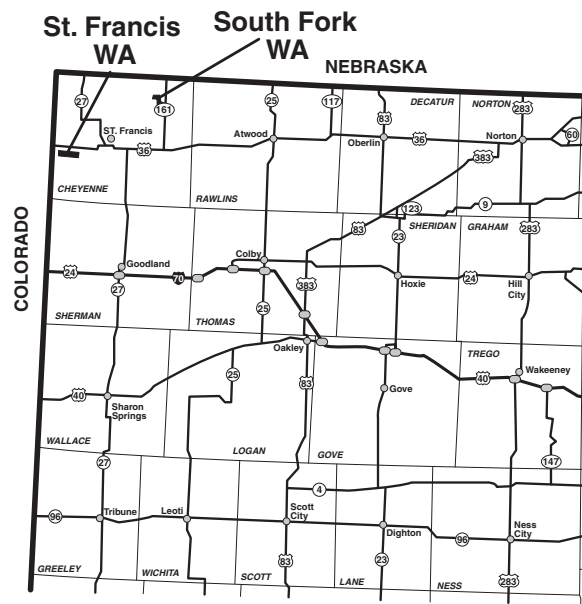 St. Francis
WA
South Fork
WA
NEBRASKA
COLORADO
27
161
25
117
83
DECATUR
NORTON
283
ST. FRANCIS
Atwood
Oberlin
36
Norton
60
36
383
CHEYENNE
RAWLINS
123
9
83
23
SHERIDAN
GRAHAM
283
Colby
Goodland
24
70
27
383
Hoxie
24
Hill
City
SHERMAN
THOMAS
25
Oakley
TREGO
25
83
Gove
40
Wakeeney
40
Sharon
Springs
WALLACE
LOGAN
GOVE
27
147
4
96
Tribune
Leoti
Scott
City
Dighton
96
Ness
City
83
23
GREELEY
WICHITA
SCOTT
LANE
NESS
283